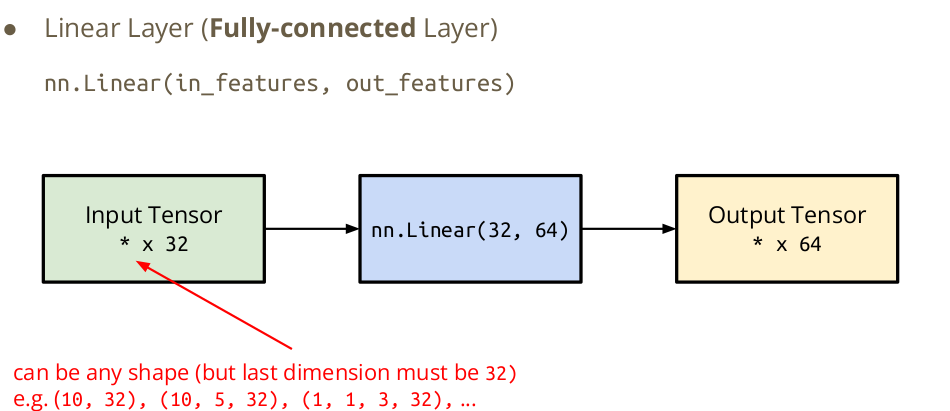 ● Linear Layer (Fully-connected Layer)
nn.Linear(in_features, out_features)
Input Tensor
* x 32
nn.Linear(32, 64)
Output Tensor
* x 64
can be any shape (but last dimension must be 32)
e.g. (10, 32), (10, 5, 32), (1, 1, 3, 32), ...